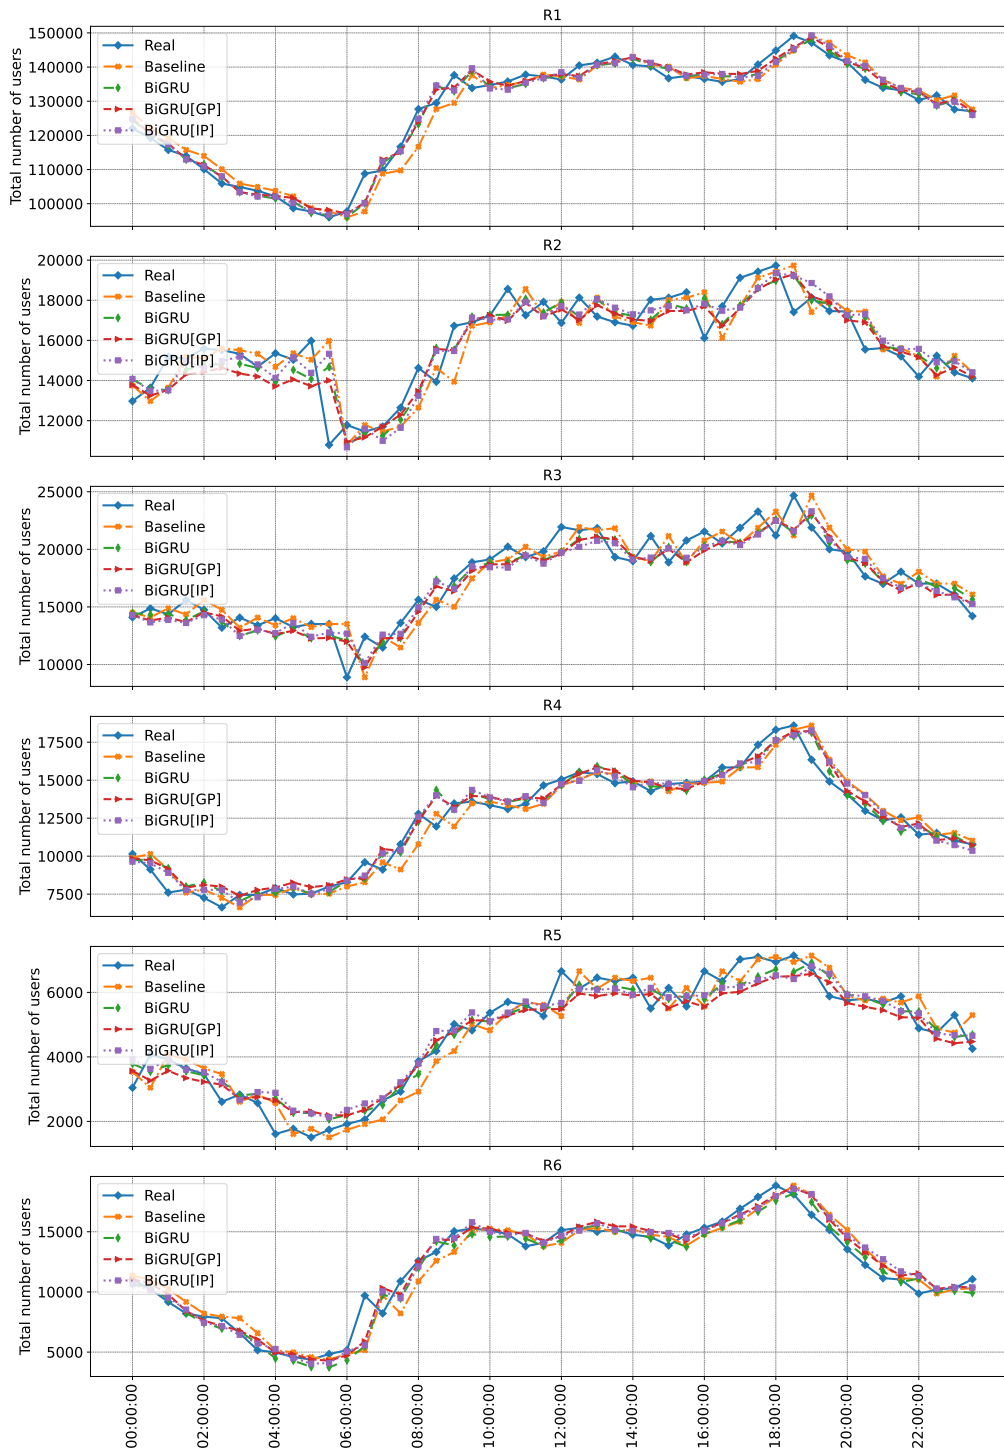 R1
Total number of users
150000
140000
130000
120000
110000
100000
Real
Baseline
BiGRU
BiGRU[GP]
BiGRU[IP]
R2
Total number of users
20000
18000
16000
14000
12000
Real
Baseline
BiGRU
BiGRU[GP]
BiGRU[IP]
R3
Total number of users
25000
20000
15000
10000
Real
Baseline
BiGRU
BiGRU[GP]
BiGRU[IP]
R4
Total number of users
17500
15000
12500
10000
7500
Real
Baseline
BiGRU
BiGRU[GP]
BiGRU[IP]
R5
Total number of users
6000
4000
2000
Real
Baseline
BiGRU
BiGRU[GP]
BiGRU[IP]
R6
Total number of users
15000
10000
5000
Real
Baseline
BiGRU
BiGRU[GP]
BiGRU[IP]
00:00:00
02:00:00
04:00:00
06:00:00
08:00:00
10:00:00
12:00:00
14:00:00
16:00:00
18:00:00
20:00:00
22:00:00